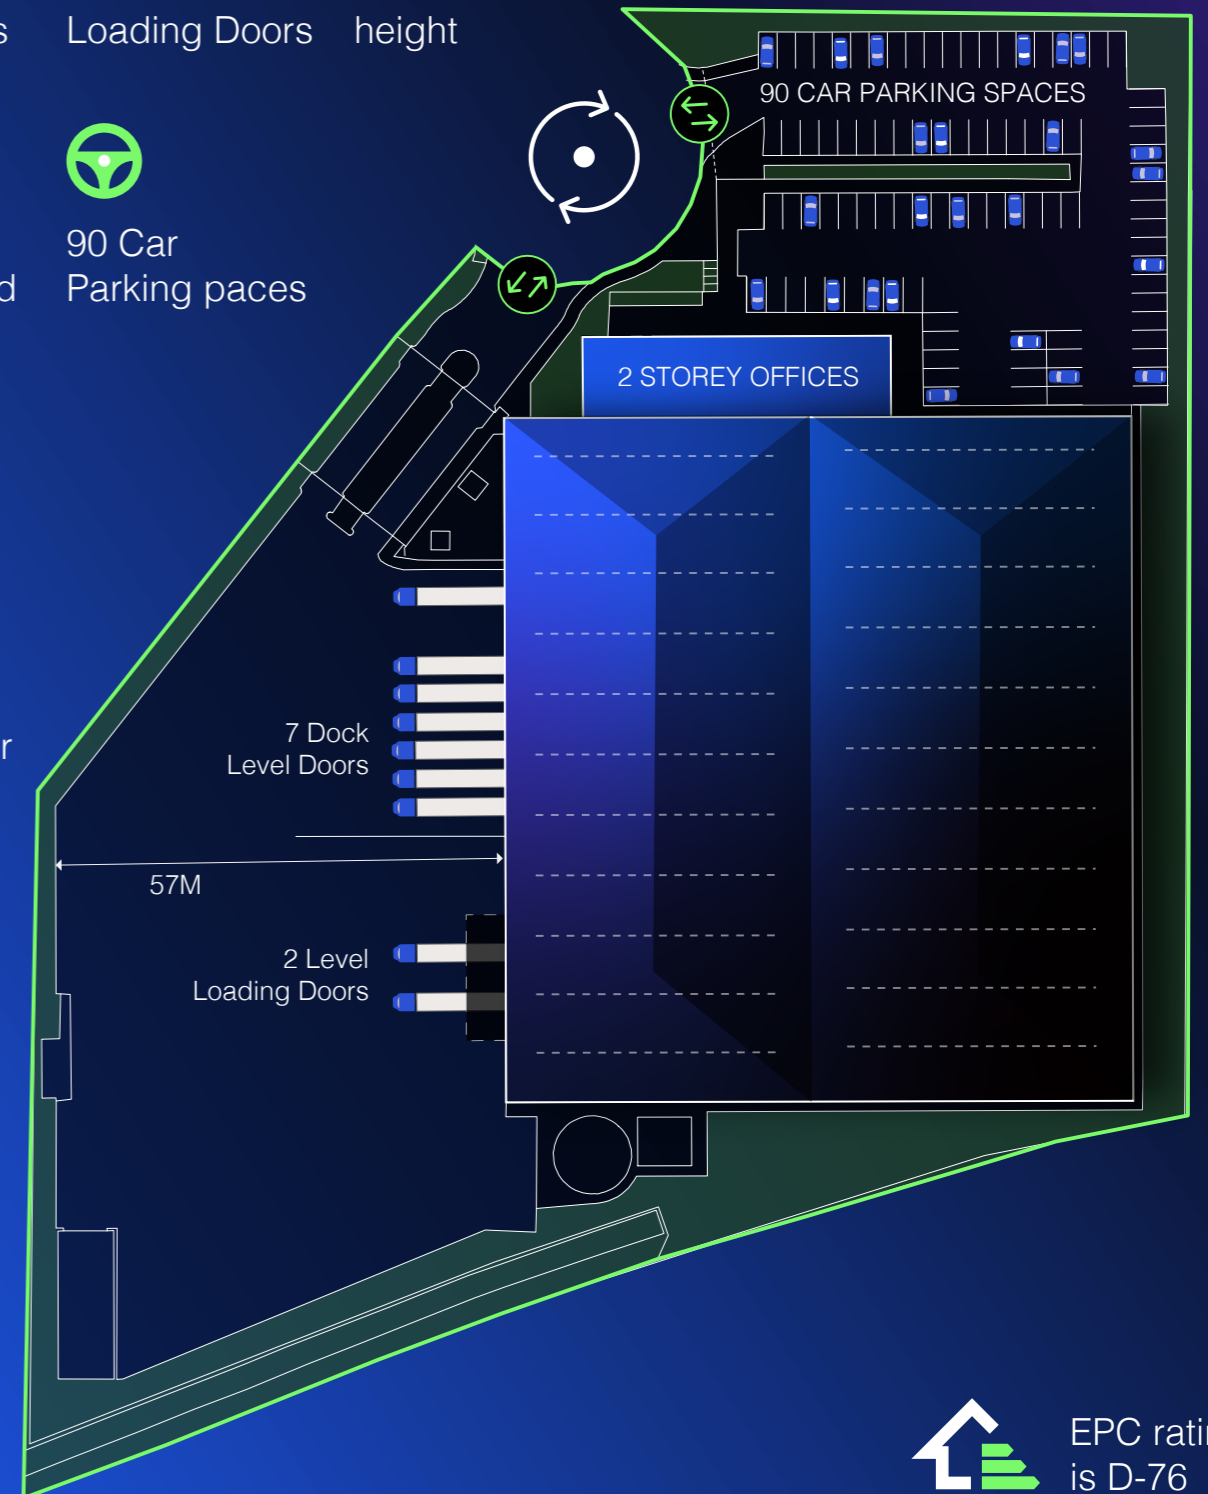 s Loading Doors height
90 CAR PARKING SPACES
90 Car
d Parking paces
2 STOREY OFFICES
r
7 Dock
Level Doors
57M
2 Level
Loading Doors
EPC ratin
is D-76